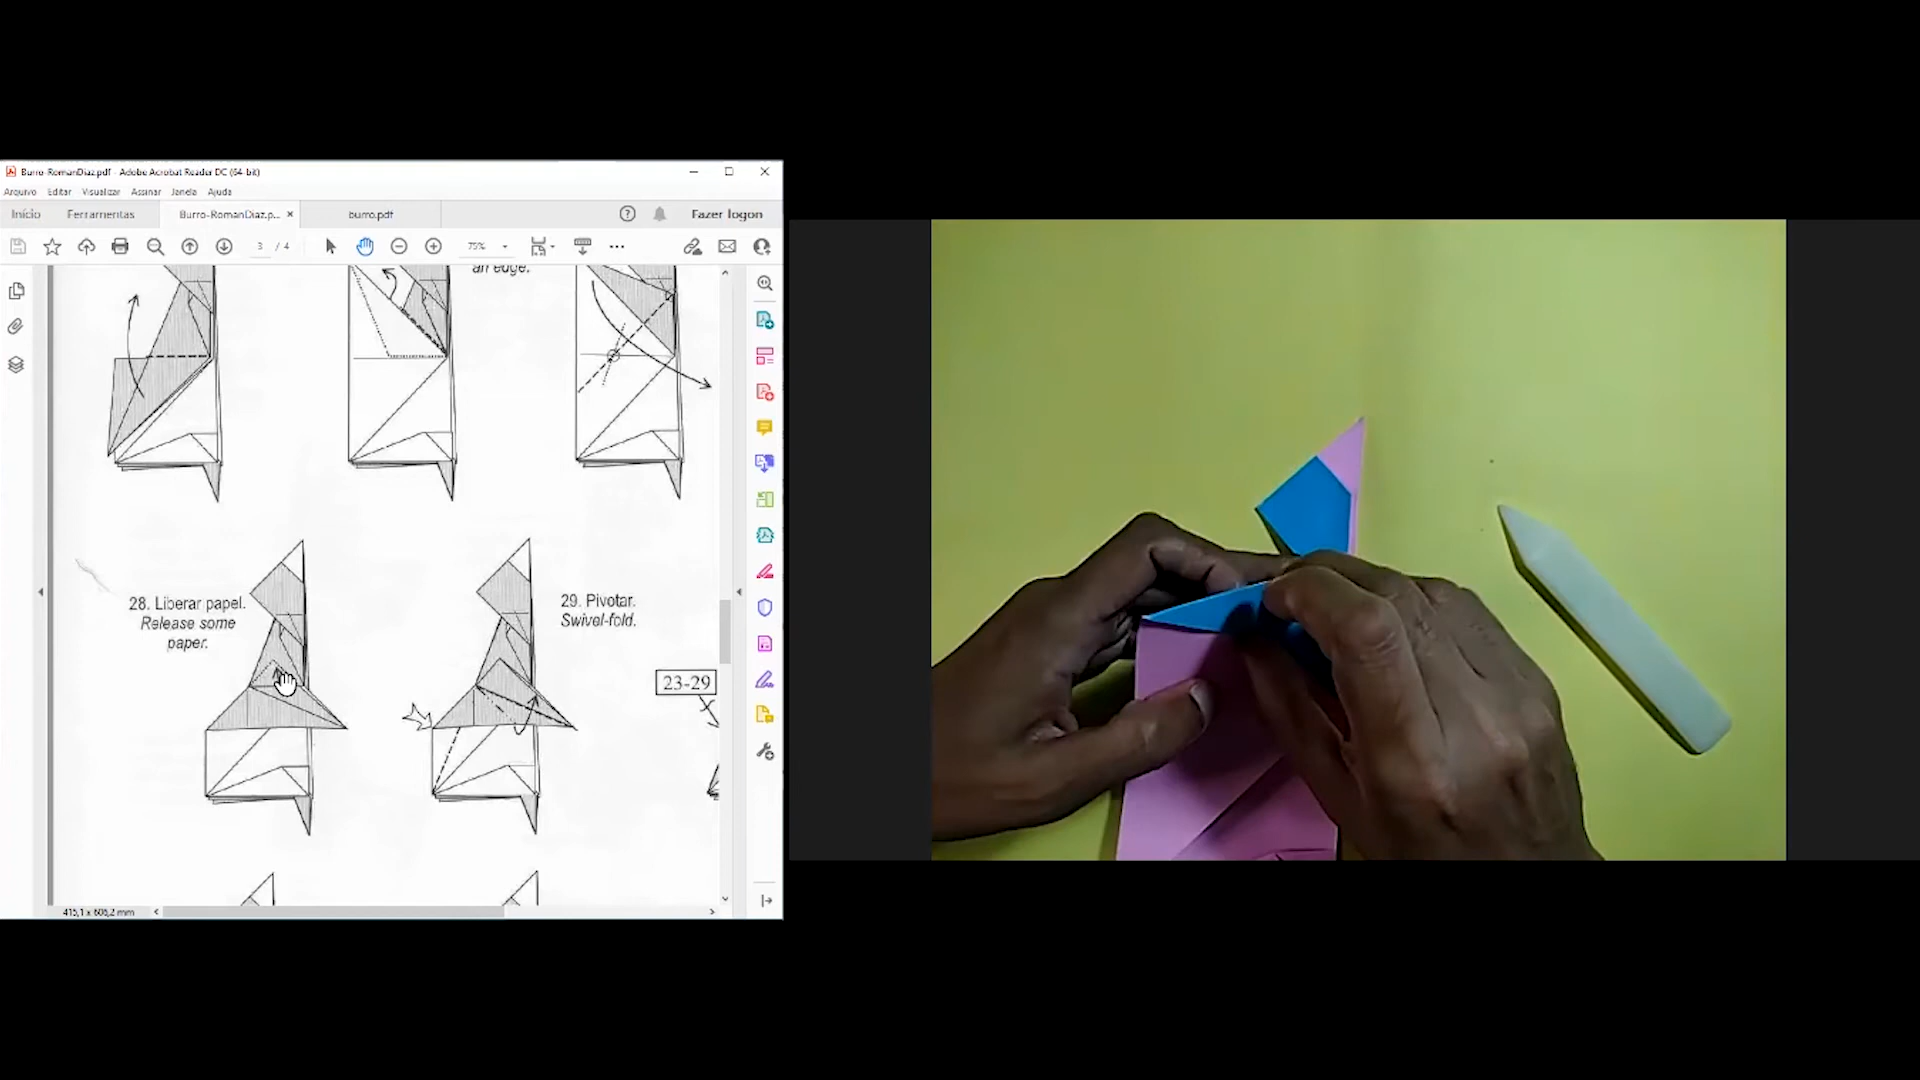 Burro-RomanDiaz.pdf - Adobe Acrobat Reader DC (64-bit)
Arquivo Editar Visualizar Assinar Janela Ajuda
Início Ferramentas Burro-RomanDiaz.p... burro.pdf Fazer logon
3 / 4 75%
an edge.
28. Liberar papel.
Release some
paper.
29. Pivotar.
Swivel-fold.
23-29
415,1 x 606,2 mm